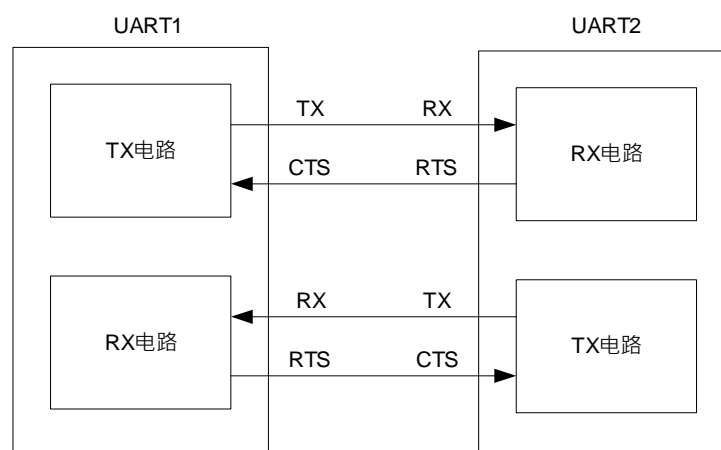 UART1 UART2
TX电路
TX RX
CTS RTS
RX电路
RX电路
RX TX
RTS CTS
TX电路